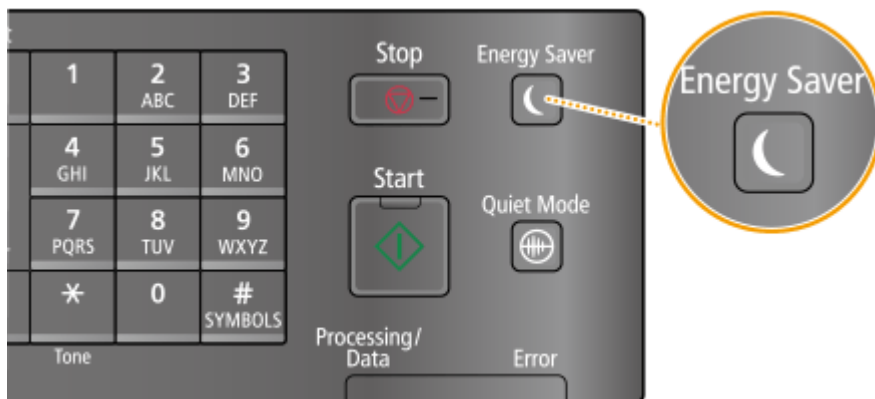 Stop
Energy Saver
1
2
ABC
3
DEF
4
GHI
5
JKL
6
MNO
Start
Quiet Mode
7
PQRS
8
TUV
9
WXYZ
*
0
#
SYMBOLS
Tone
Processing/
Data
Error
Energy Saver